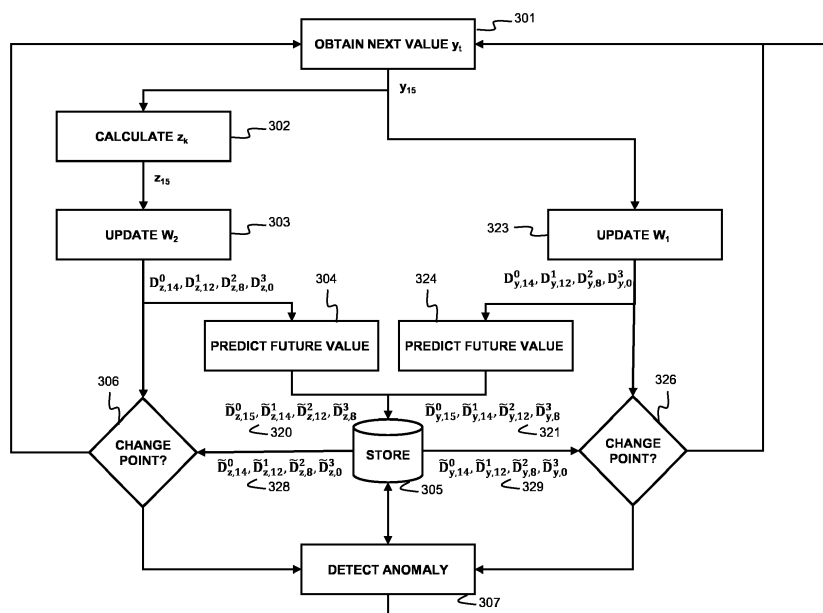 301
OBTAIN NEXT VALUE yₜ
y₁₅
CALCULATE zₖ
302
z₁₅
UPDATE W₂
303
323
UPDATE W₁
D⁰z,14, D¹z,12, D²z,8, D³z,0
304
324
D⁰y,14, D¹y,12, D²y,8, D³y,0
PREDICT FUTURE VALUE
PREDICT FUTURE VALUE
306
326
D̃⁰z,15, D̃¹z,14, D̃²z,12, D̃³z,8
320
D̃⁰y,15, D̃¹y,14, D̃²y,12, D̃³y,8
321
CHANGE
POINT?
STORE
CHANGE
POINT?
D̃⁰z,14, D̃¹z,12, D̃²z,8, D̃³z,0
328
305
D̃⁰y,14, D̃¹y,12, D̃²y,8, D̃³y,0
329
DETECT ANOMALY
307